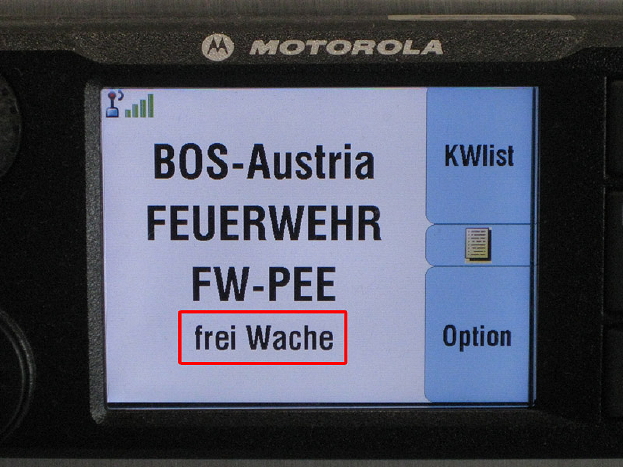 MOTOROLA
BOS-Austria
KWlist
FEUERWEHR
FW-PEE
frei Wache
Option